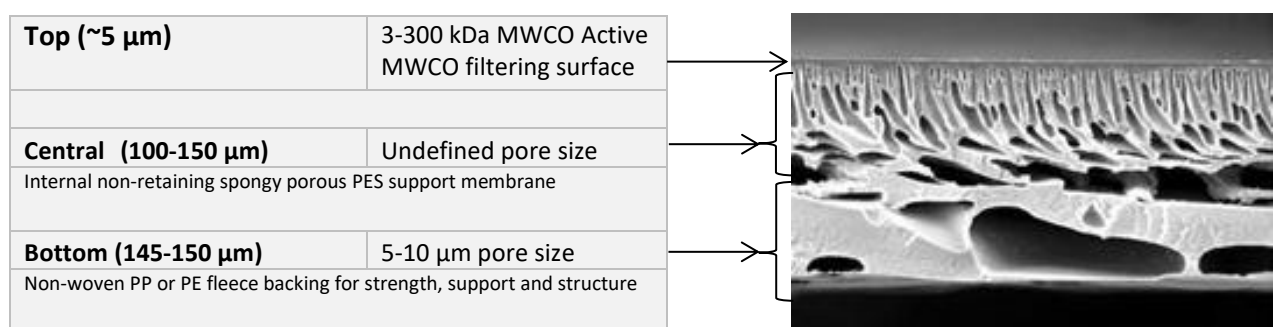 Top (~5 µm)
3-300 kDa MWCO Active
MWCO filtering surface
Central (100-150 µm)
Undefined pore size
Internal non-retaining spongy porous PES support membrane
Bottom (145-150 µm)
5-10 µm pore size
Non-woven PP or PE fleece backing for strength, support and structure